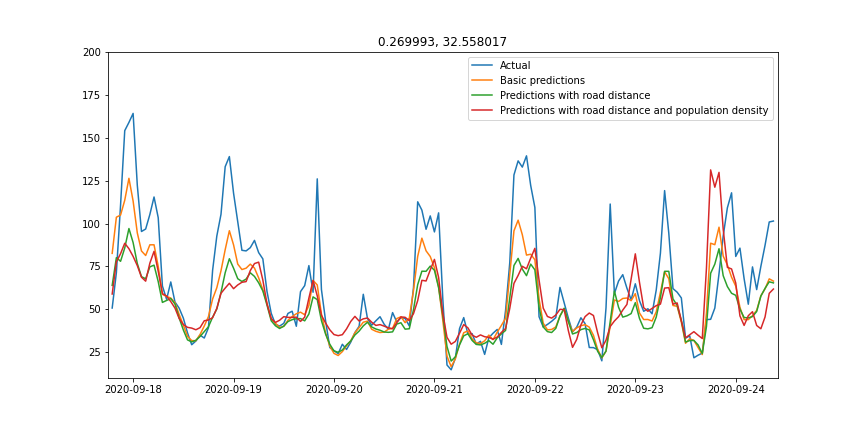 0.269993, 32.558017
200
175
150
125
100
75
50
25
Actual
Basic predictions
Predictions with road distance
Predictions with road distance and population density
2020-09-18 2020-09-19 2020-09-20 2020-09-21 2020-09-22 2020-09-23 2020-09-24